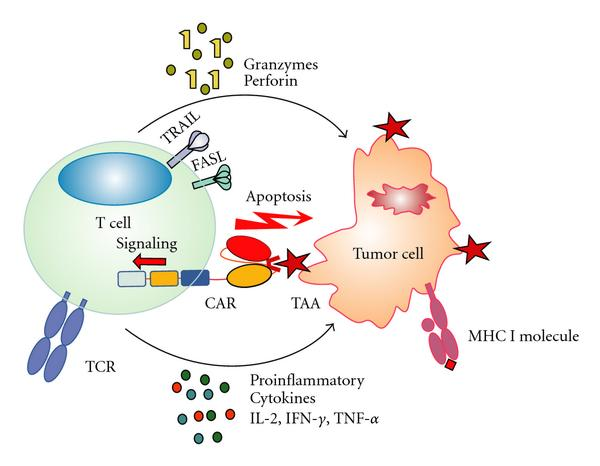 Granzymes
Perforin
TRAIL
FASL
Apoptosis
T cell
Signaling
Tumor cell
CAR
TAA
MHC I molecule
TCR
Proinflammatory
Cytokines
IL-2, IFN-γ, TNF-α